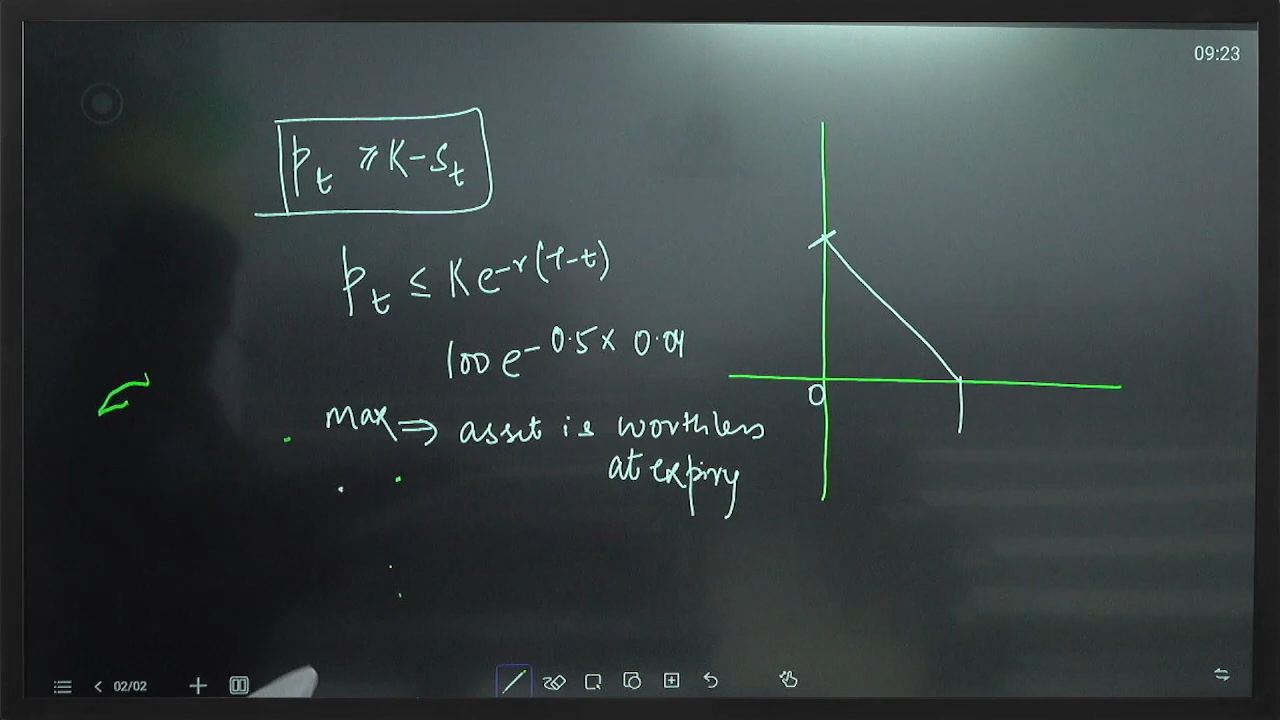 09:23
p_t ≥ K - S_t
p_t ≤ K e^{-r(T-t)}
100 e^{-0.5 × 0.04}
max ⇒ asset is worthless
at expiry
0
02/02